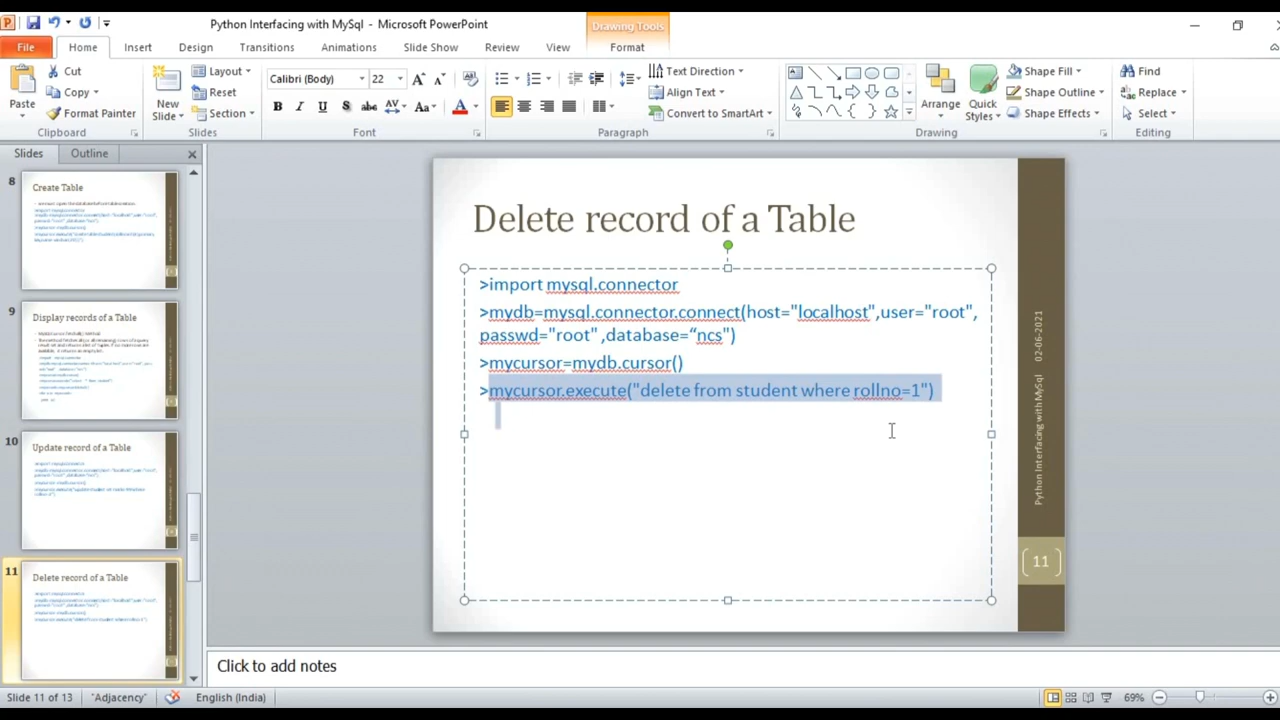 Python Interfacing with MySql - Microsoft PowerPoint
Drawing Tools
File Home Insert Design Transitions Animations Slide Show Review View Format
Paste
Cut
Copy
Format Painter
Clipboard
New Slide
Layout
Reset
Section
Slides
Calibri (Body) 22
B I U S abc AV Aa A
Font
Text Direction
Align Text
Convert to SmartArt
Paragraph
Arrange
Quick Styles
Shape Fill
Shape Outline
Shape Effects
Drawing
Find
Replace
Select
Editing
Slides Outline
8
Create Table
9
Display records of a Table
10
Update record of a Table
11
Delete record of a Table
Delete record of a Table
>import mysql.connector
>mydb=mysql.connector.connect(host="localhost",user="root",
passwd="root" ,database=“ncs")
mycursor=mydb.cursor()
>mycursor.execute("delete from student where rollno=1")
Python Interfacing with MySql 02-06-2021
11
Click to add notes
Slide 11 of 13 "Adjacency" English (India) 69%